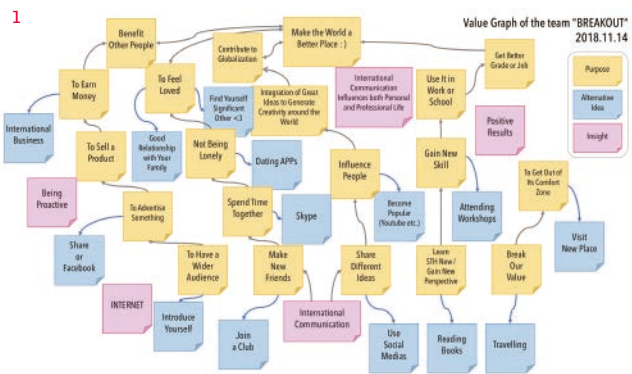 1
Value Graph of the team "BREAKOUT"
2018.11.14
Purpose
Alternative
Idea
Insight
Benefit
Other People
Make the World a
Better Place : )
Contribute to
Globalization
Get Better
Grade or Job
To Earn
Money
To Feel
Loved
Find Yourself
Significant
Other <3
Integration of Great
Ideas to Generate
Creativity around the
World
International
Communication
Influences both Personal
and Professional Life
Use It in
Work or
School
Positive
Results
International
Business
To Sell a
Product
Good
Relationship
with Your
Family
Not Being
Lonely
Dating APPs
Influence
People
Gain New
Skill
To Get Out of
Its Comfort
Zone
Being
Proactive
To Advertise
Something
Spend Time
Together
Skype
Become
Popular
(Youtube etc.)
Attending
Workshops
Visit
New Place
Share
or
Facebook
To Have a
Wider
Audience
Make
New
Friends
Share
Different
Ideas
Learn
STH New /
Gain New
Perspective
Break
Our
Value
INTERNET
Introduce
Yourself
International
Communication
Join
a Club
Use
Social
Medias
Reading
Books
Travelling